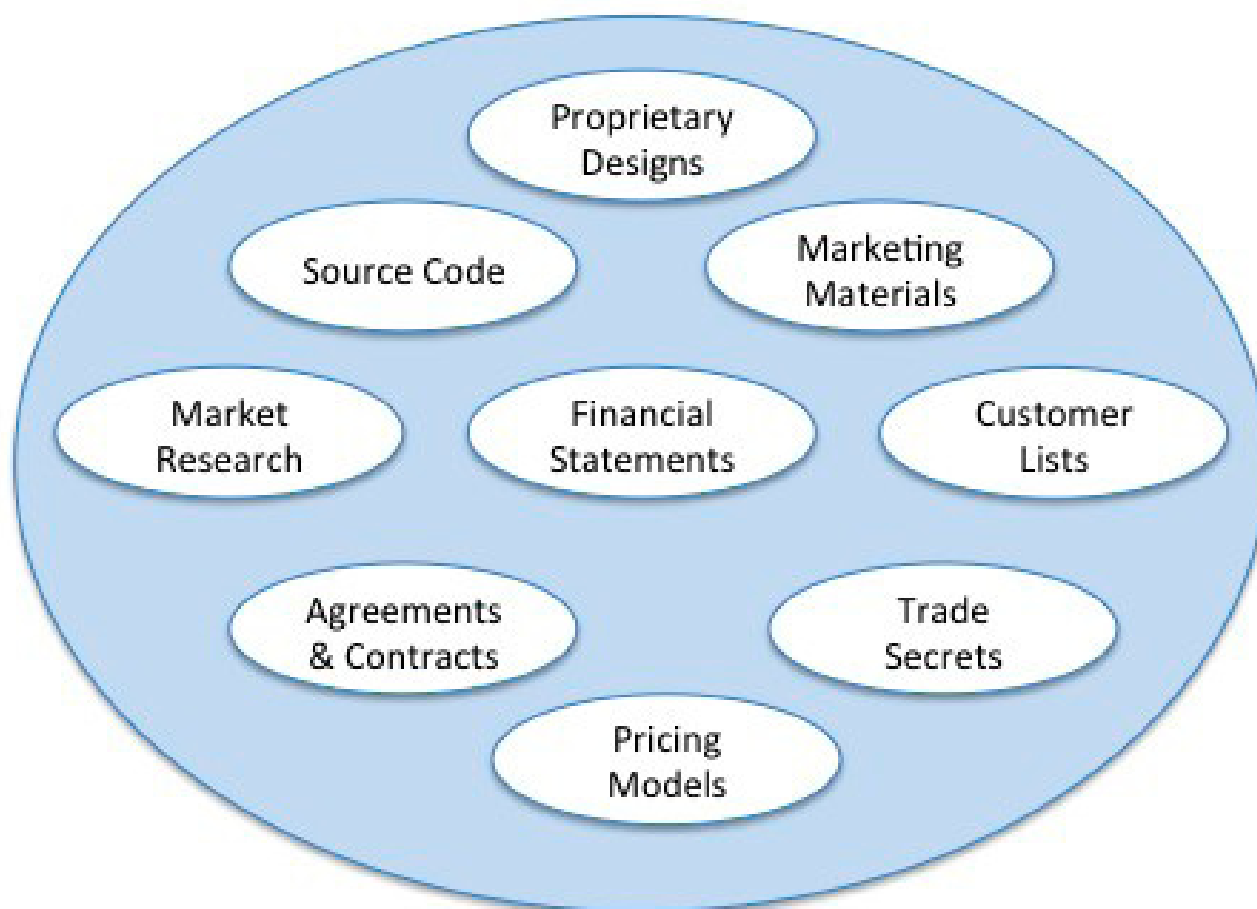 Proprietary
Designs
Source Code
Marketing
Materials
Market
Research
Financial
Statements
Customer
Lists
Agreements
& Contracts
Trade
Secrets
Pricing
Models